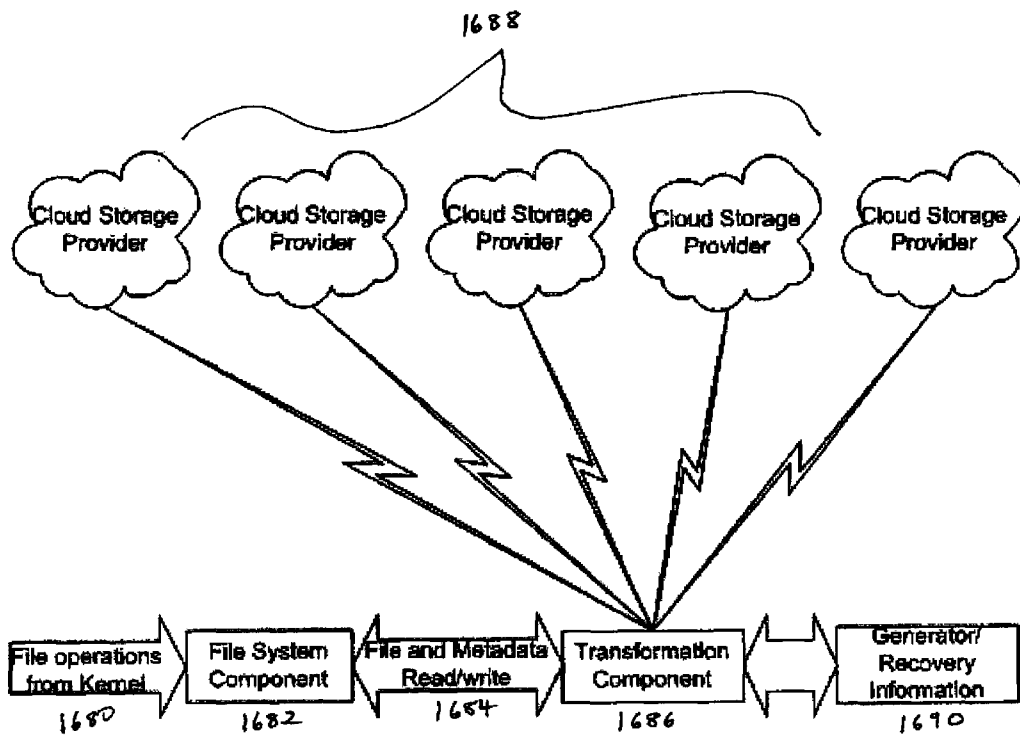 1688
Cloud Storage
Provider
Cloud Storage
Provider
Cloud Storage
Provider
Cloud Storage
Provider
Cloud Storage
Provider
File operations
from Kernel
1680
File System
Component
1682
File and Metadata
Read/write
1684
Transformation
Component
1686
Generator/
Recovery
Information
1690